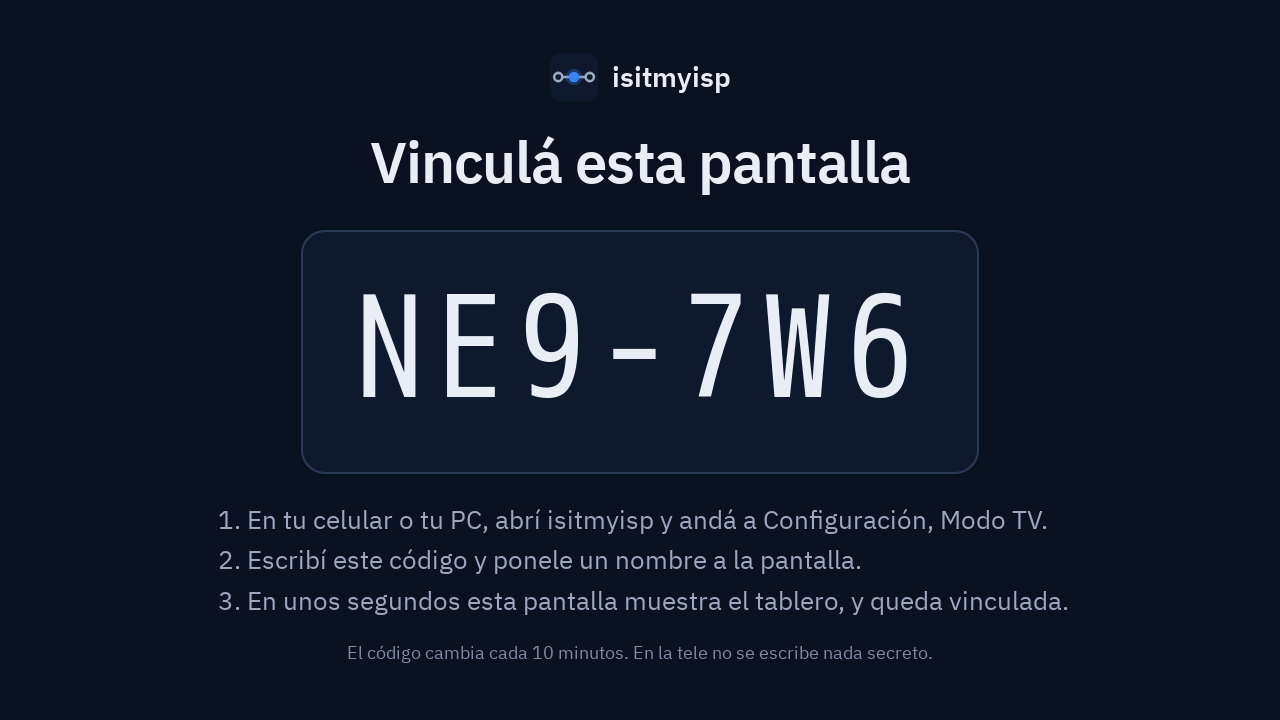 isitmyisp
Vinculá esta pantalla
NE9-7W6
1. En tu celular o tu PC, abrí isitmyisp y andá a Configuración, Modo TV.
2. Escribí este código y ponele un nombre a la pantalla.
3. En unos segundos esta pantalla muestra el tablero, y queda vinculada.
El código cambia cada 10 minutos. En la tele no se escribe nada secreto.